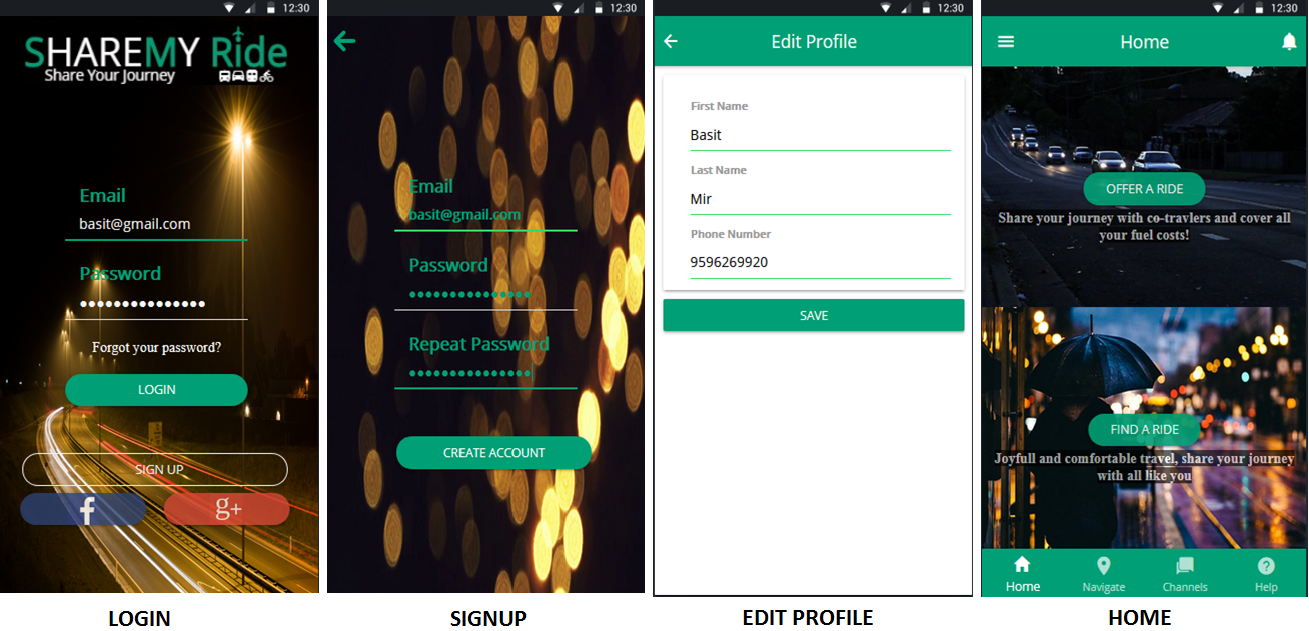 12:30
SHAREMY Ride
Share Your Journey
Email
basit@gmail.com
Password
Forgot your password?
LOGIN
SIGN UP
f
g+
LOGIN
12:30
Email
basit@gmail.com
Password
Repeat Password
CREATE ACCOUNT
SIGNUP
12:30
Edit Profile
First Name
Basit
Last Name
Mir
Phone Number
9596269920
SAVE
EDIT PROFILE
12:30
Home
OFFER A RIDE
Share your journey with co-travlers and cover all
your fuel costs!
FIND A RIDE
Joyfull and comfortable travel, share your journey
with all like you
Home
Navigate
Channels
Help
HOME